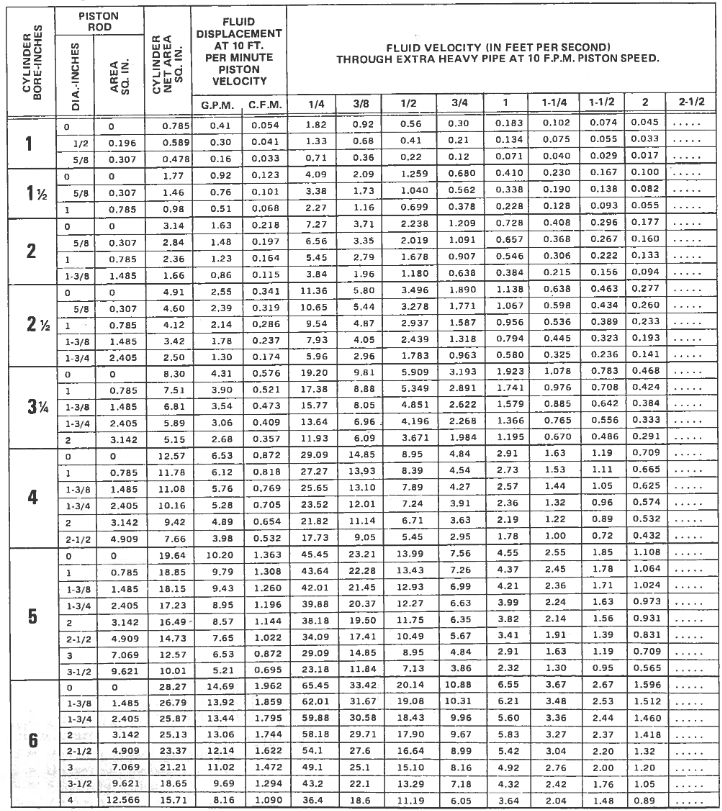 CYLINDER BORE-INCHES
PISTON ROD
DIA.-INCHES
AREA SQ. IN.
CYLINDER NET AREA SQ. IN.
FLUID DISPLACEMENT AT 10 FT. PER MINUTE PISTON VELOCITY
G.P.M. C.F.M.
FLUID VELOCITY (IN FEET PER SECOND)
THROUGH EXTRA HEAVY PIPE AT 10 F.P.M. PISTON SPEED.
1/4 3/8 1/2 3/4 1 1-1/4 1-1/2 2 2-1/2
1
0 0 0.785 0.41 0.054 1.82 0.92 0.56 0.30 0.183 0.102 0.074 0.045 .....
1/2 0.196 0.589 0.30 0.041 1.33 0.68 0.41 0.21 0.134 0.075 0.055 0.033 .....
5/8 0.307 0.478 0.16 0.033 0.71 0.36 0.22 0.12 0.071 0.040 0.029 0.017 .....
1 ½
0 0 1.77 0.92 0.123 4.09 2.09 1.259 0.680 0.410 0.230 0.167 0.100 .....
5/8 0.307 1.46 0.76 0.101 3.38 1.73 1.040 0.562 0.338 0.190 0.138 0.082 .....
1 0.785 0.98 0.51 0.068 2.27 1.16 0.699 0.378 0.228 0.128 0.093 0.055 .....
2
0 0 3.14 1.63 0.218 7.27 3.71 2.238 1.209 0.728 0.408 0.296 0.177 .....
5/8 0.307 2.84 1.48 0.197 6.56 3.35 2.019 1.091 0.657 0.368 0.267 0.160 .....
1 0.785 2.36 1.23 0.164 5.45 2.79 1.678 0.907 0.546 0.306 0.222 0.133 .....
1-3/8 1.485 1.66 0.86 0.115 3.84 1.96 1.180 0.638 0.384 0.215 0.156 0.094 .....
2 ½
0 0 4.91 2.55 0.341 11.36 5.80 3.496 1.890 1.138 0.638 0.463 0.277 .....
5/8 0.307 4.60 2.39 0.319 10.65 5.44 3.278 1.771 1.067 0.598 0.434 0.260 .....
1 0.785 4.12 2.14 0.286 9.54 4.87 2.937 1.587 0.956 0.536 0.389 0.233 .....
1-3/8 1.485 3.42 1.78 0.237 7.93 4.05 2.439 1.318 0.794 0.445 0.323 0.193 .....
1-3/4 2.405 2.50 1.30 0.174 5.96 2.96 1.783 0.963 0.580 0.325 0.236 0.141 .....
3¼
0 0 8.30 4.31 0.576 19.20 9.81 5.909 3.193 1.923 1.078 0.783 0.468 .....
1 0.785 7.51 3.90 0.521 17.38 8.88 5.349 2.891 1.741 0.976 0.708 0.424 .....
1-3/8 1.485 6.81 3.54 0.473 15.77 8.05 4.851 2.622 1.579 0.885 0.642 0.384 .....
1-3/4 2.405 5.89 3.06 0.409 13.64 6.96 4.196 2.268 1.366 0.765 0.556 0.333 .....
2 3.142 5.15 2.68 0.357 11.93 6.09 3.671 1.984 1.195 0.670 0.486 0.291 .....
4
0 0 12.57 6.53 0.872 29.09 14.85 8.95 4.84 2.91 1.63 1.19 0.709 .....
1 0.785 11.78 6.12 0.818 27.27 13.93 8.39 4.54 2.73 1.53 1.11 0.665 .....
1-3/8 1.485 11.08 5.76 0.769 25.65 13.10 7.89 4.27 2.57 1.44 1.05 0.625 .....
1-3/4 2.405 10.16 5.28 0.705 23.52 12.01 7.24 3.91 2.36 1.32 0.96 0.574 .....
2 3.142 9.42 4.89 0.654 21.82 11.14 6.71 3.63 2.19 1.22 0.89 0.532 .....
2-1/2 4.909 7.66 3.98 0.532 17.73 9.05 5.45 2.95 1.78 1.00 0.72 0.432 .....
5
0 0 19.64 10.20 1.363 45.45 23.21 13.99 7.56 4.55 2.55 1.85 1.108 .....
1 0.785 18.85 9.79 1.308 43.64 22.28 13.43 7.26 4.37 2.45 1.78 1.064 .....
1-3/8 1.485 18.15 9.43 1.260 42.01 21.45 12.93 6.99 4.21 2.36 1.71 1.024 .....
1-3/4 2.405 17.23 8.95 1.196 39.88 20.37 12.27 6.63 3.99 2.24 1.63 0.973 .....
2 3.142 16.49 8.57 1.144 38.18 19.50 11.75 6.35 3.82 2.14 1.56 0.931 .....
2-1/2 4.909 14.73 7.65 1.022 34.09 17.41 10.49 5.67 3.41 1.91 1.39 0.831 .....
3 7.069 12.57 6.53 0.872 29.09 14.85 8.95 4.84 2.91 1.63 1.19 0.709 .....
3-1/2 9.621 10.01 5.21 0.695 23.18 11.84 7.13 3.86 2.32 1.30 0.95 0.565 .....
6
0 0 28.27 14.69 1.962 65.45 33.42 20.14 10.88 6.55 3.67 2.67 1.596 .....
1-3/8 1.485 26.79 13.92 1.859 62.01 31.67 19.08 10.31 6.21 3.48 2.53 1.512 .....
1-3/4 2.405 25.87 13.44 1.795 59.88 30.58 18.43 9.96 5.60 3.36 2.44 1.460 .....
2 3.142 25.13 13.06 1.744 58.18 29.71 17.90 9.67 5.83 3.27 2.37 1.418 .....
2-1/2 4.909 23.37 12.14 1.622 54.1 27.6 16.64 8.99 5.42 3.04 2.20 1.32 .....
3 7.069 21.21 11.02 1.472 49.1 25.1 15.10 8.16 4.92 2.76 2.00 1.20 .....
3-1/2 9.621 18.65 9.69 1.294 43.2 22.1 13.29 7.18 4.32 2.42 1.76 1.05 .....
4 12.566 15.71 8.16 1.090 36.4 18.6 11.19 6.05 3.64 2.04 1.48 0.89 .....